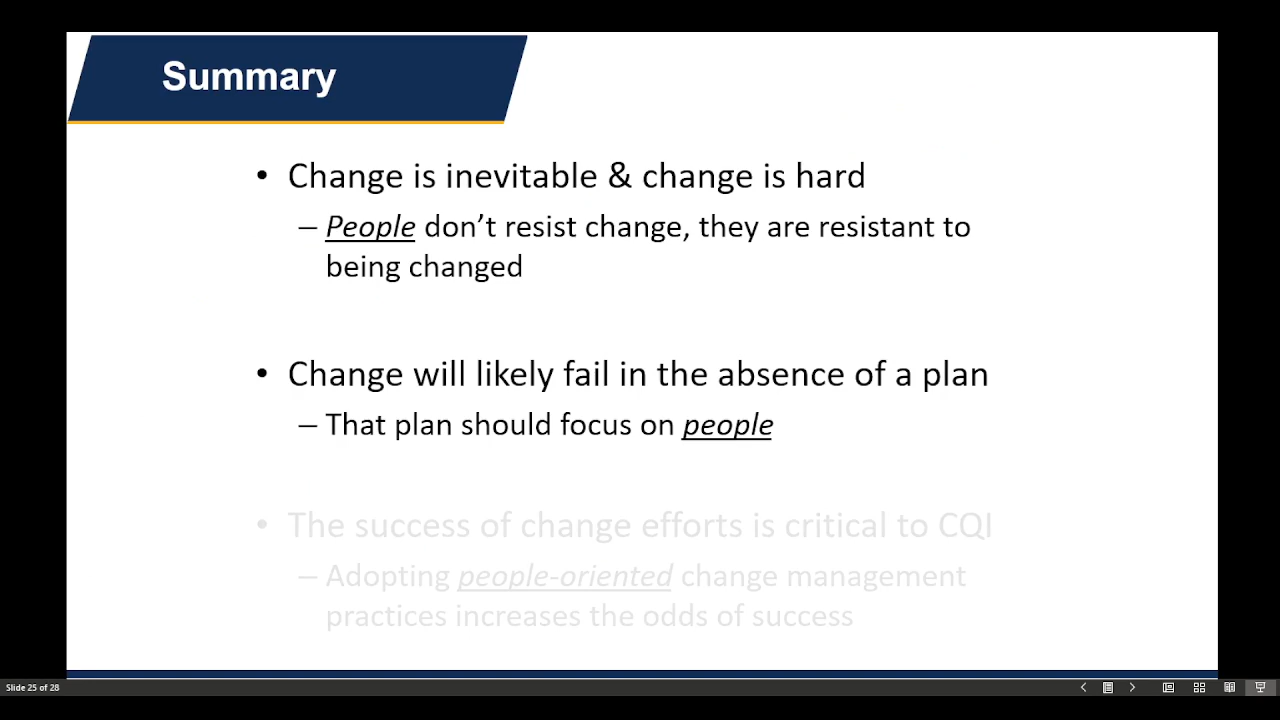 Summary
• Change is inevitable & change is hard
– People don’t resist change, they are resistant to
being changed
• Change will likely fail in the absence of a plan
– That plan should focus on people
• The success of change efforts is critical to CQI
– Adopting people-oriented change management
practices increases the odds of success
Slide 25 of 28